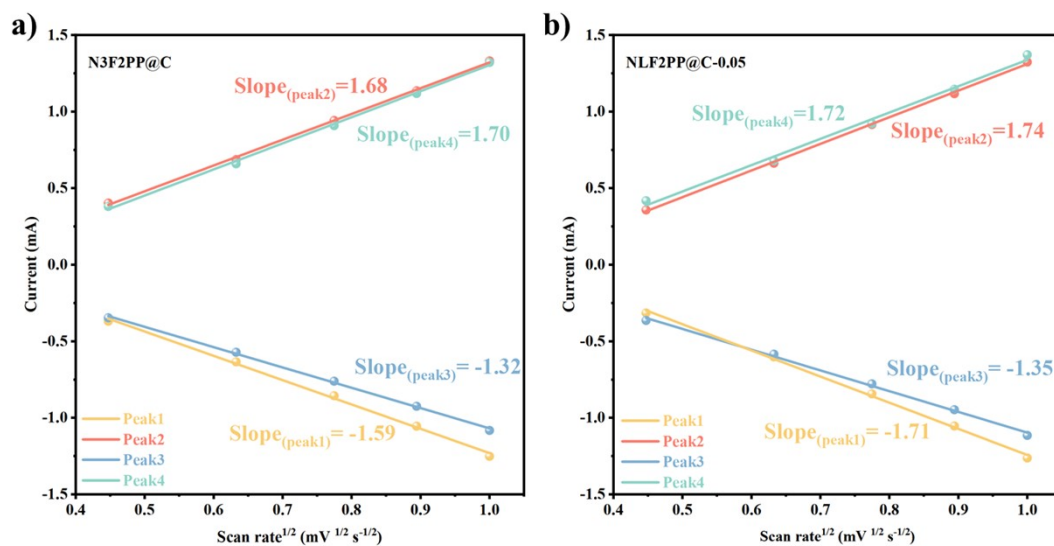 a)
N3F2PP@C
Slope(peak2)=1.68
Slope(peak4)=1.70
Slope(peak3)= -1.32
Slope(peak1)= -1.59
Peak1
Peak2
Peak3
Peak4
1.5
1.0
0.5
0.0
-0.5
-1.0
-1.5
Current (mA)
0.4 0.5 0.6 0.7 0.8 0.9 1.0
Scan rate^1/2 (mV ^1/2 s^-1/2)
b)
NLF2PP@C-0.05
Slope(peak4)=1.72
Slope(peak2)=1.74
Slope(peak3)= -1.35
Slope(peak1)= -1.71
Peak1
Peak2
Peak3
Peak4
1.5
1.0
0.5
0.0
-0.5
-1.0
-1.5
Current (mA)
0.4 0.5 0.6 0.7 0.8 0.9 1.0
Scan rate^1/2 (mV ^1/2 s^-1/2)